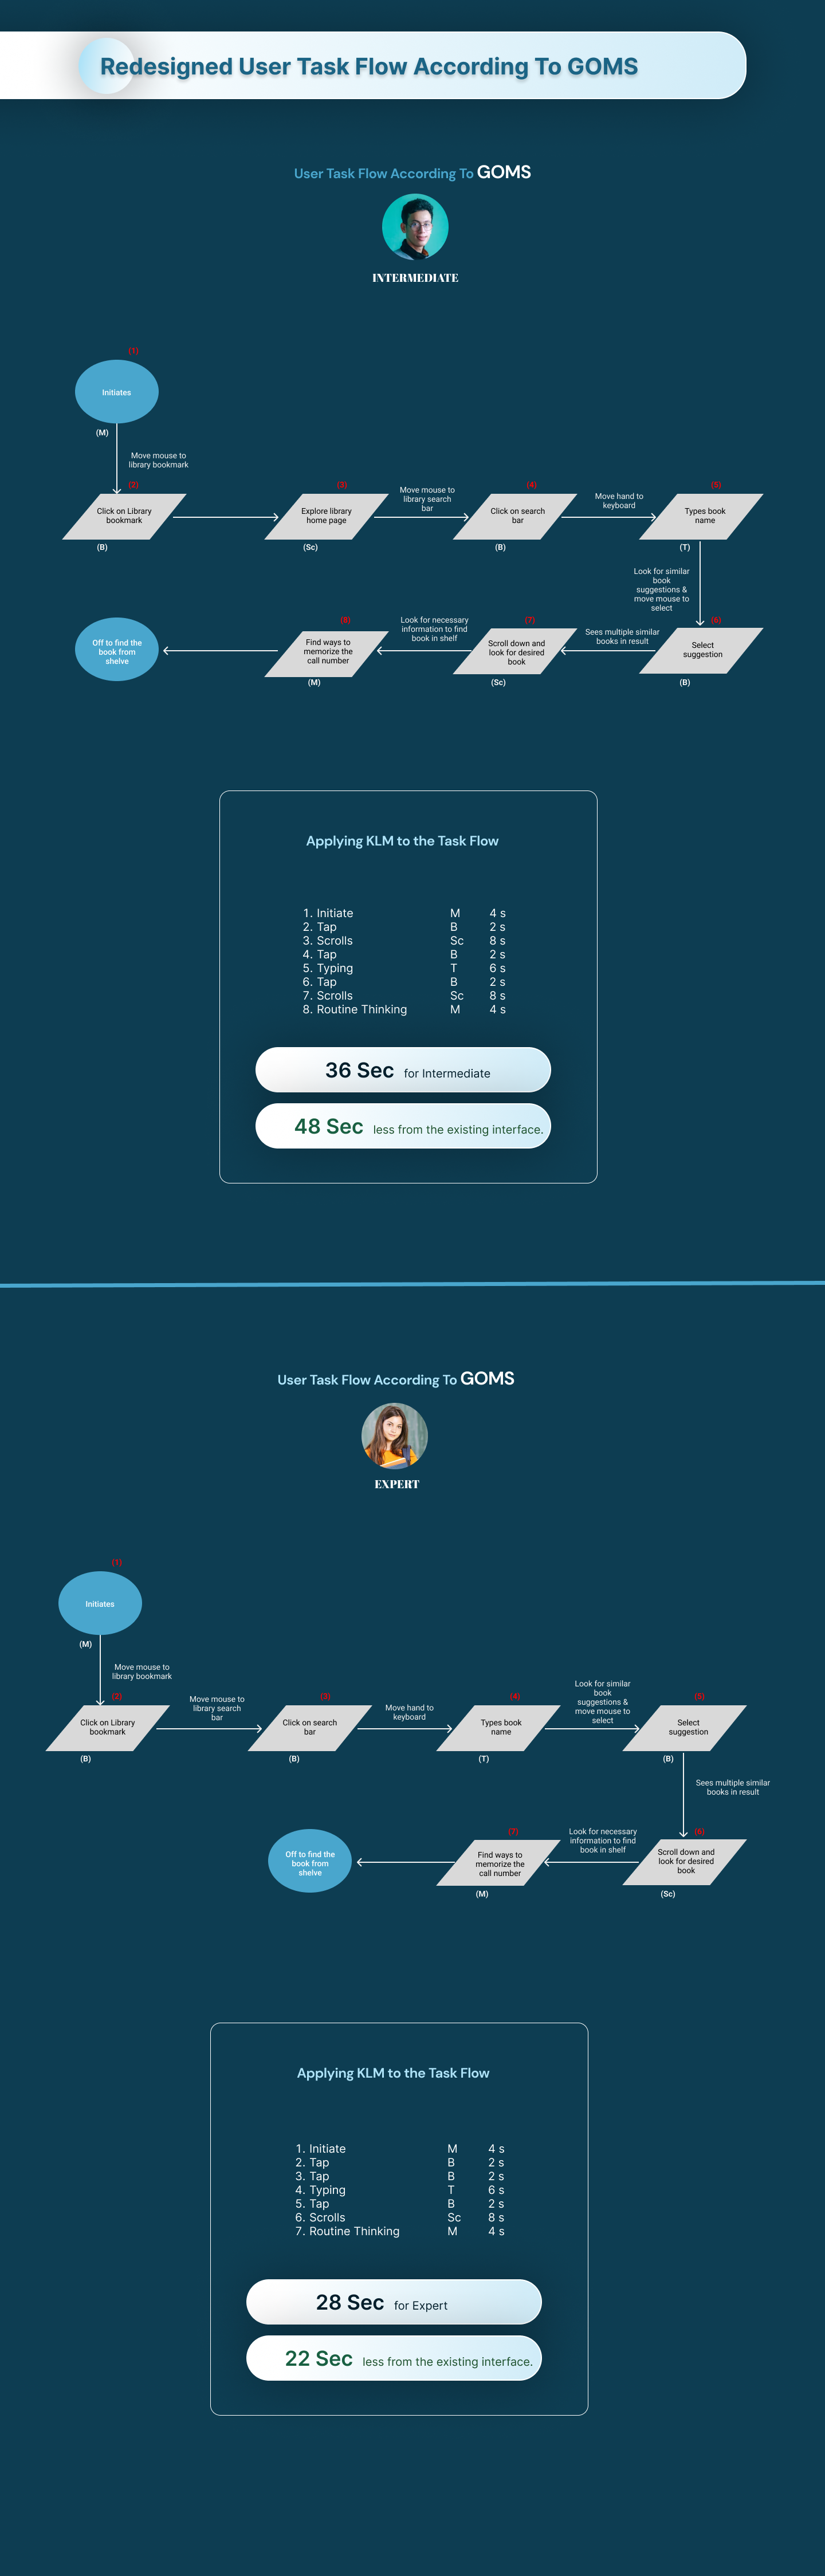 Redesigned User Task Flow According To GOMS
User Task Flow According To GOMS
INTERMEDIATE
(1)
Initiates
(M)
Move mouse to
library bookmark
(2)
Click on Library
bookmark
(B)
(3)
Explore library
home page
(Sc)
Move mouse to
library search
bar
(4)
Click on search
bar
(B)
Move hand to
keyboard
(5)
Types book
name
(T)
Look for similar
book
suggestions &
move mouse to
select
(6)
Select
suggestion
(B)
Sees multiple similar
books in result
(7)
Scroll down and
look for desired
book
(Sc)
Look for necessary
information to find
book in shelf
(8)
Find ways to
memorize the
call number
(M)
Off to find the
book from
shelve
Applying KLM to the Task Flow
1. Initiate M 4 s
2. Tap B 2 s
3. Scrolls Sc 8 s
4. Tap B 2 s
5. Typing T 6 s
6. Tap B 2 s
7. Scrolls Sc 8 s
8. Routine Thinking M 4 s
36 Sec for Intermediate
48 Sec less from the existing interface.
User Task Flow According To GOMS
EXPERT
(1)
Initiates
(M)
Move mouse to
library bookmark
(2)
Click on Library
bookmark
(B)
Move mouse to
library search
bar
(3)
Click on search
bar
(B)
Move hand to
keyboard
(4)
Types book
name
(T)
Look for similar
book
suggestions &
move mouse to
select
(5)
Select
suggestion
(B)
Sees multiple similar
books in result
(6)
Scroll down and
look for desired
book
(Sc)
Look for necessary
information to find
book in shelf
(7)
Find ways to
memorize the
call number
(M)
Off to find the
book from
shelve
Applying KLM to the Task Flow
1. Initiate M 4 s
2. Tap B 2 s
3. Tap B 2 s
4. Typing T 6 s
5. Tap B 2 s
6. Scrolls Sc 8 s
7. Routine Thinking M 4 s
28 Sec for Expert
22 Sec less from the existing interface.